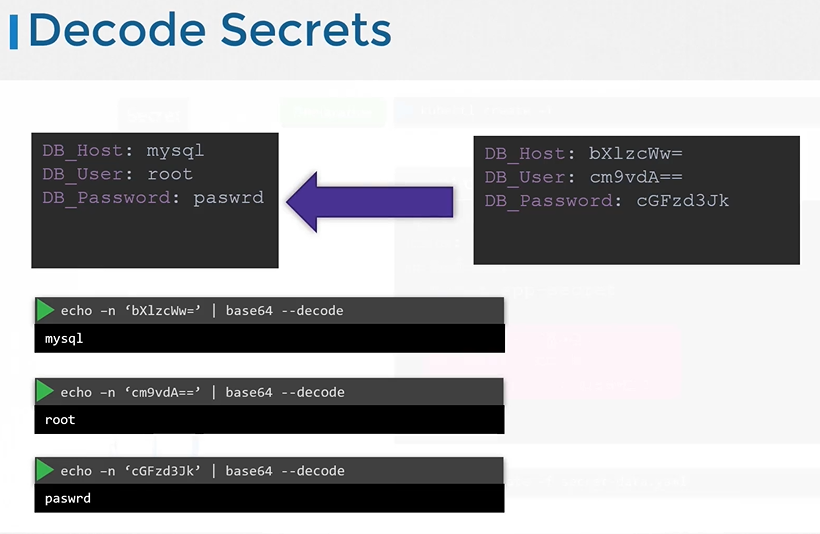 Decode Secrets
DB_Host: mysql
DB_User: root
DB_Password: paswrd
DB_Host: bXlzcWw=
DB_User: cm9vdA==
DB_Password: cGFzd3Jk
echo –n ‘bXlzcWw=’ | base64 --decode
mysql
echo –n ‘cm9vdA==’ | base64 --decode
root
echo –n ‘cGFzd3Jk’ | base64 --decode
paswrd